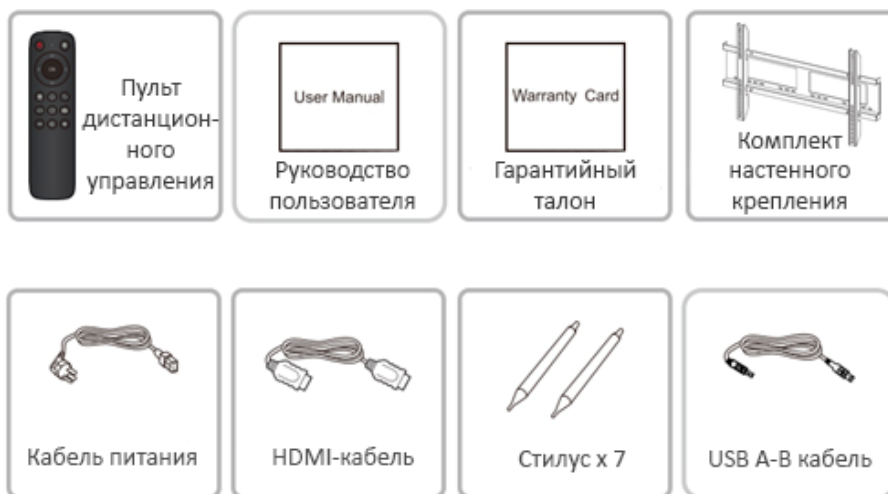 Пульт
дистанцион-
ного
управления
User Manual
Руководство
пользователя
Warranty Card
Гарантийный
талон
Комплект
настенного
крепления
Кабель питания
HDMI-кабель
Стилус x 7
USB A-B кабель